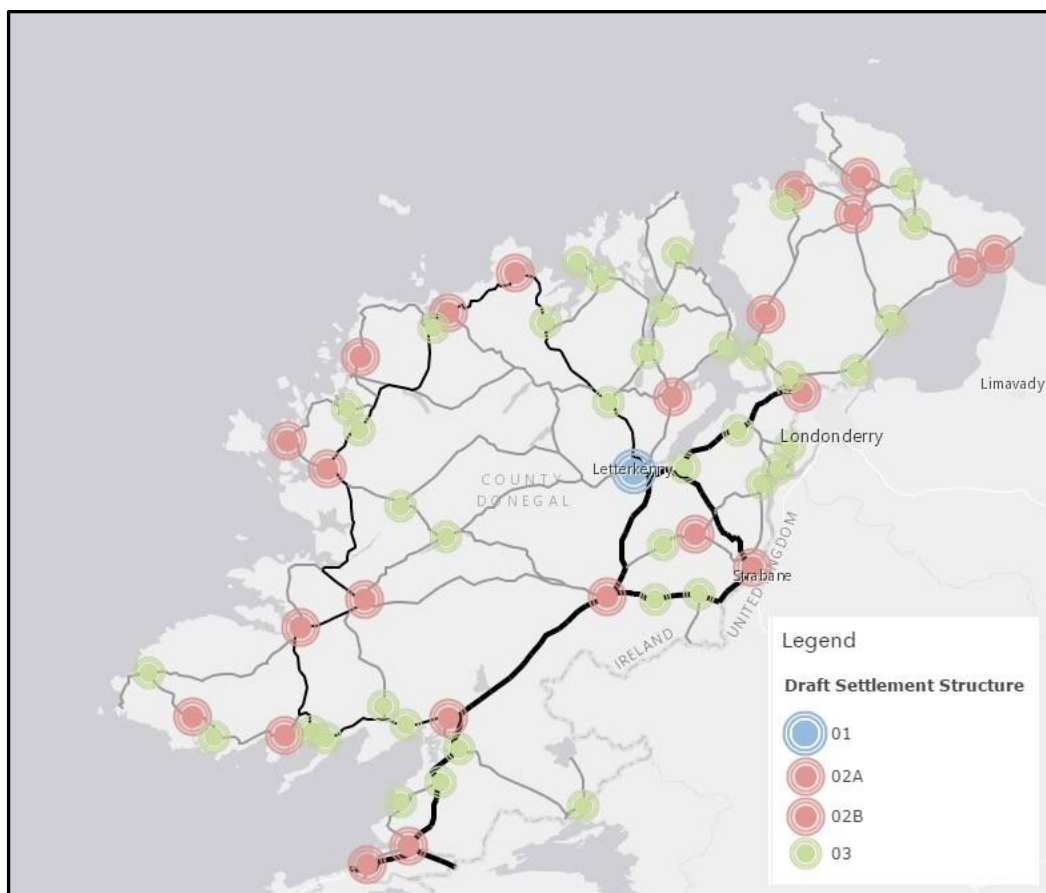 Limavady
Londonderry
Letterkenny
COUNTY
DONEGAL
Strabane
UNITED KINGDOM
IRELAND
Legend
Draft Settlement Structure
01
02A
02B
03